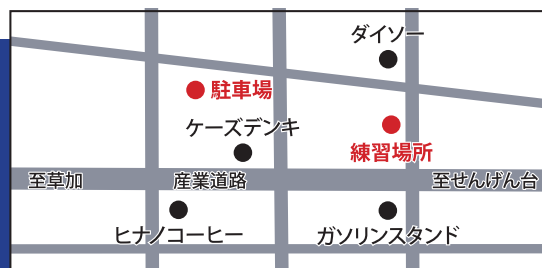 ダイソー
駐車場
ケーズデンキ
練習場所
至草加
産業道路
至せんげん台
ヒナノコーヒー
ガソリンスタンド